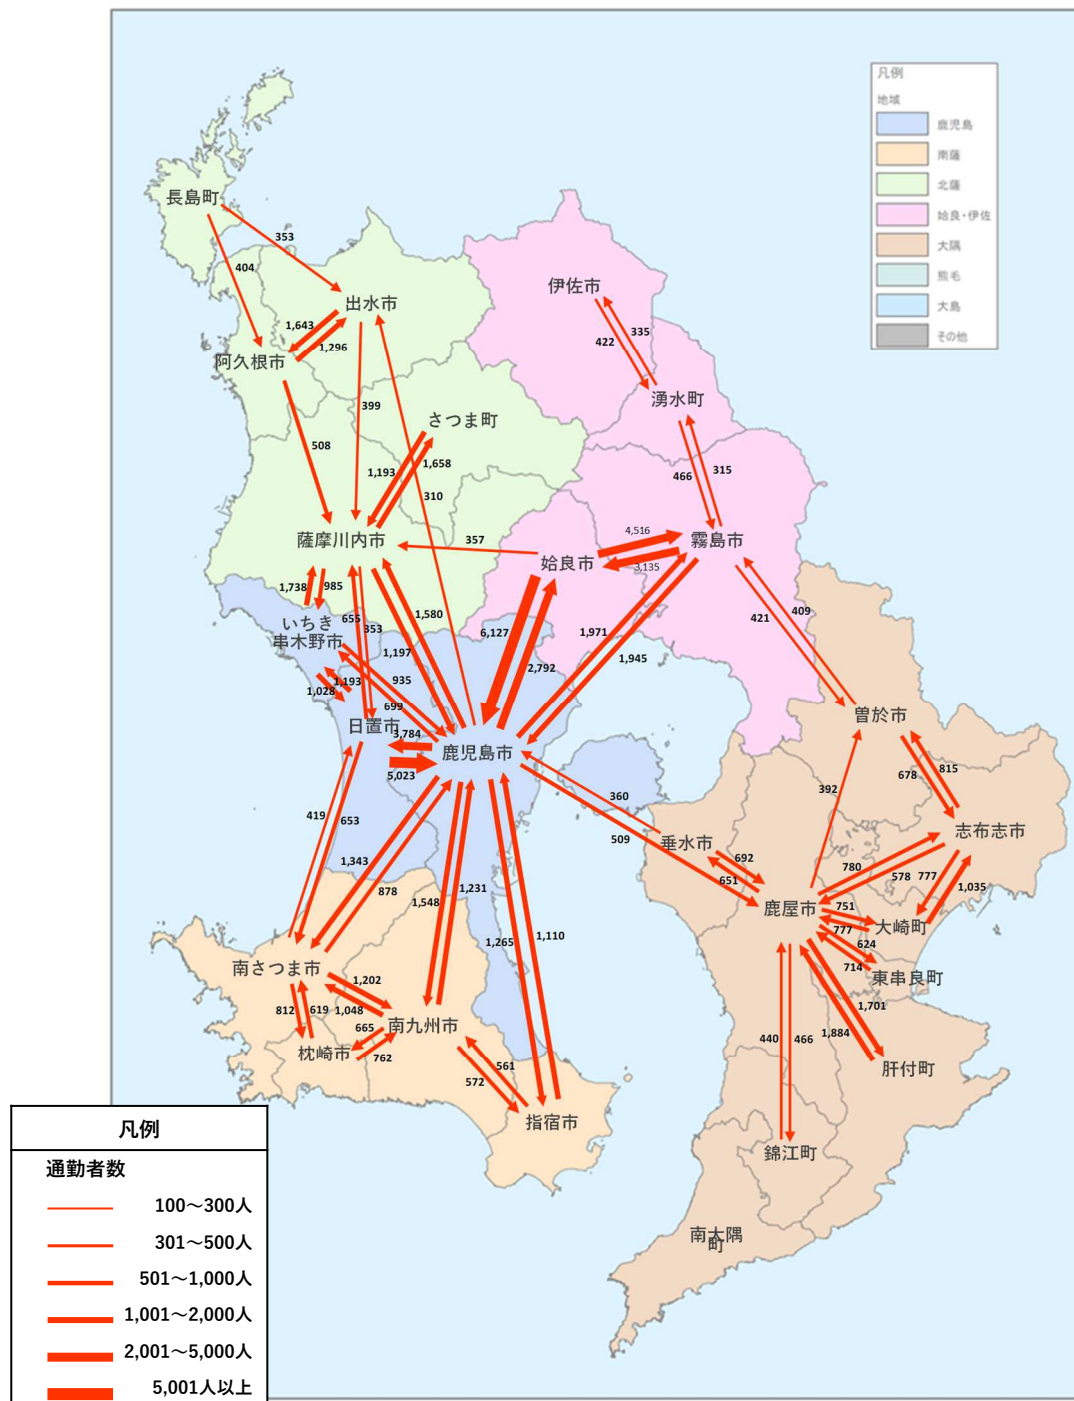 凡例
地域
鹿児島
南薩
北薩
姶良・伊佐
大隅
熊毛
大島
その他
長島町
353
404
出水市
伊佐市
1,643
1,296
335
422
阿久根市
湧水町
399
さつま町
508
1,193
1,658
466
315
310
薩摩川内市
357
4,516
霧島市
姶良市
3,135
1,738
985
655
353
1,580
409
421
いちき
串木野市
6,127
1,971
1,197
1,945
2,792
935
1,193
1,028
699
曽於市
日置市
3,784
鹿児島市
5,023
815
678
392
360
419
653
509
垂水市
志布志市
692
651
780
1,343
878
578
777
1,035
1,548
1,231
鹿屋市
751
777
大崎町
624
1,265
1,110
南さつま市
714
東串良町
1,202
1,048
812
619
1,701
1,884
南九州市
665
762
枕崎市
440
466
肝付町
561
572
指宿市
錦江町
南大隅
町
凡例
通勤者数
100～300人
301～500人
501～1,000人
1,001～2,000人
2,001～5,000人
5,001人以上